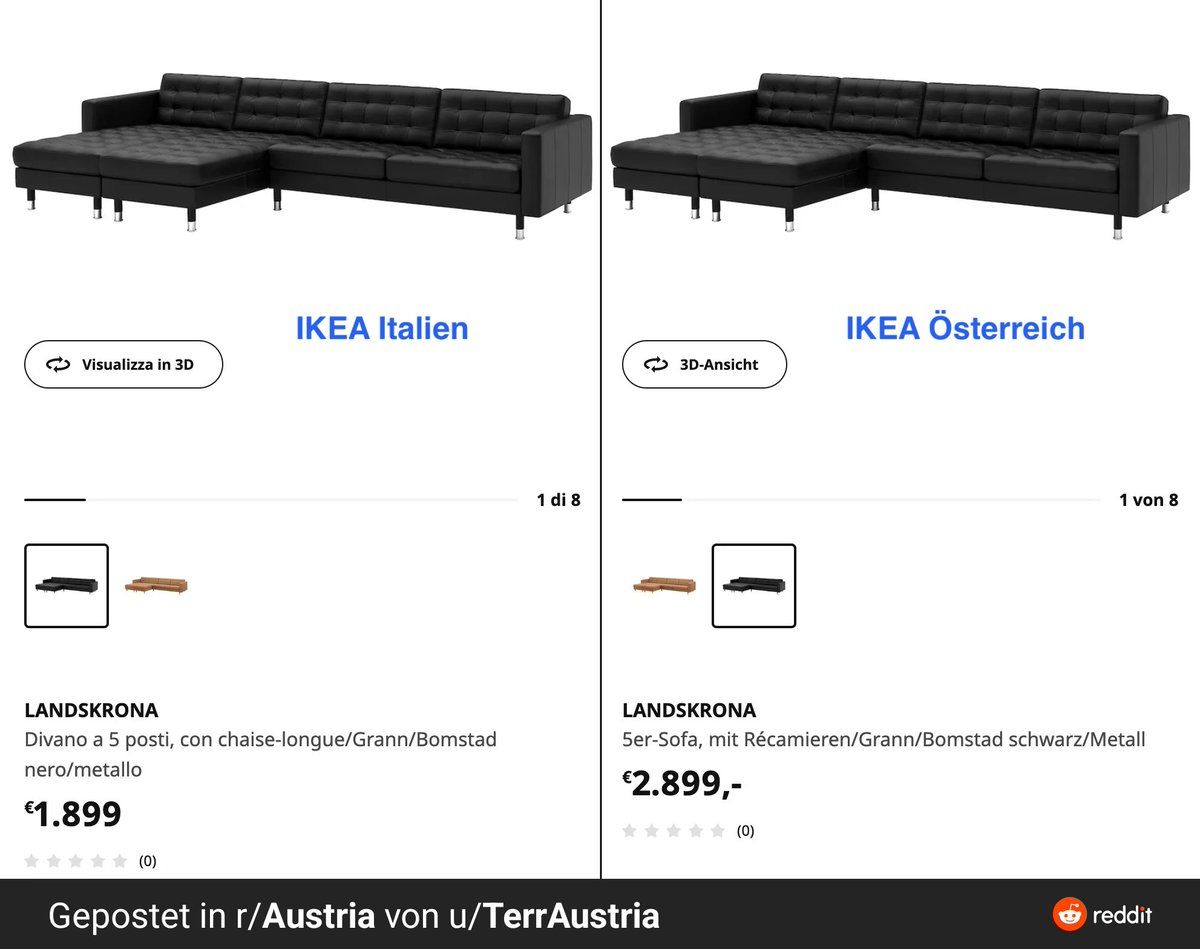 IKEA Italien
Visualizza in 3D
1 di 8
LANDSKRONA
Divano a 5 posti, con chaise-longue/Grann/Bomstad
nero/metallo
€1.899
(0)
IKEA Österreich
3D-Ansicht
1 von 8
LANDSKRONA
5er-Sofa, mit Récamieren/Grann/Bomstad schwarz/Metall
€2.899,-
(0)
Gepostet in r/Austria von u/TerrAustria
reddit